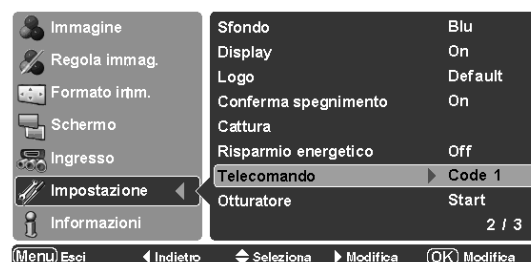 Immagine
Regola immag.
Formato imm.
Schermo
Ingresso
Impostazione
Informazioni
Sfondo Blu
Display On
Logo Default
Conferma spegnimento On
Cattura
Risparmio energetico Off
Telecomando Code 1
Otturatore Start
2 / 3
Menu Esci Indietro Seleziona Modifica OK Modifica